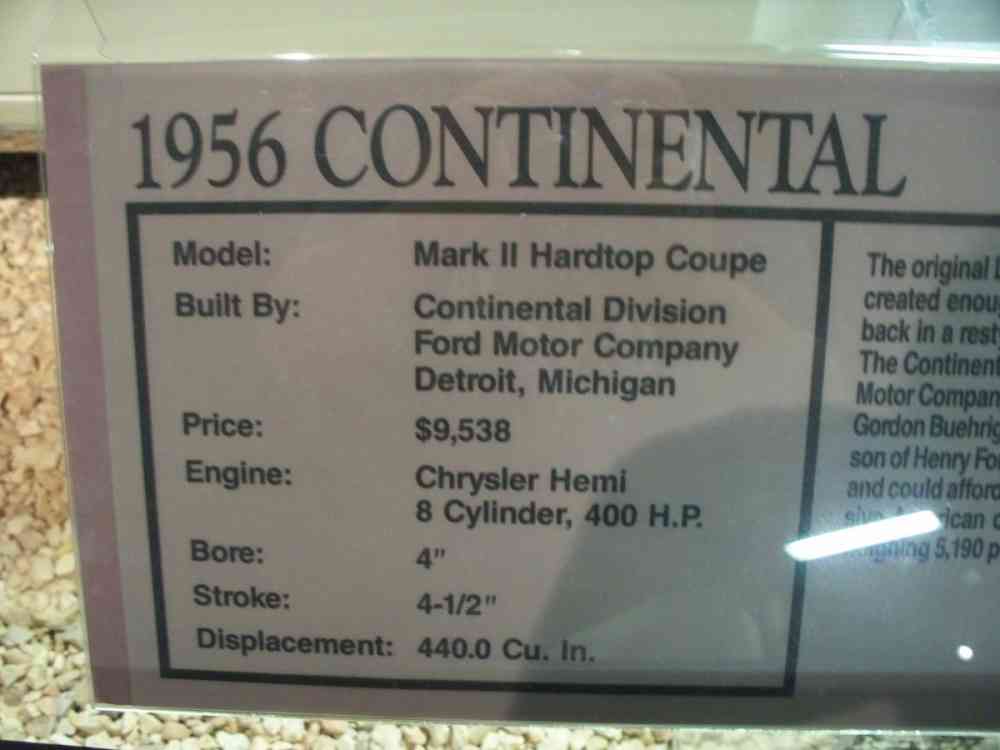 1956 CONTINENTAL
Model: Mark II Hardtop Coupe
Built By: Continental Division
Ford Motor Company
Detroit, Michigan
Price: $9,538
Engine: Chrysler Hemi
8 Cylinder, 400 H.P.
Bore: 4"
Stroke: 4-1/2"
Displacement: 440.0 Cu. In.
The original
created enou
back in a rest
The Continent
Motor Compan
Gordon Buehrig
son of Henry Fo
and could afford
5,190 p